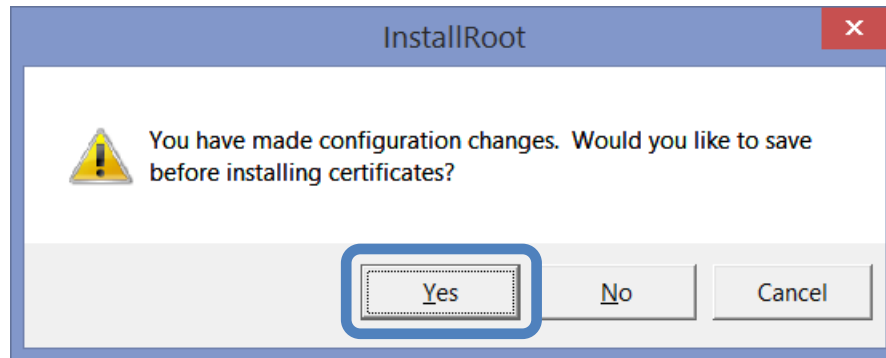 InstallRoot
You have made configuration changes.  Would you like to save
before installing certificates?
Yes
No
Cancel